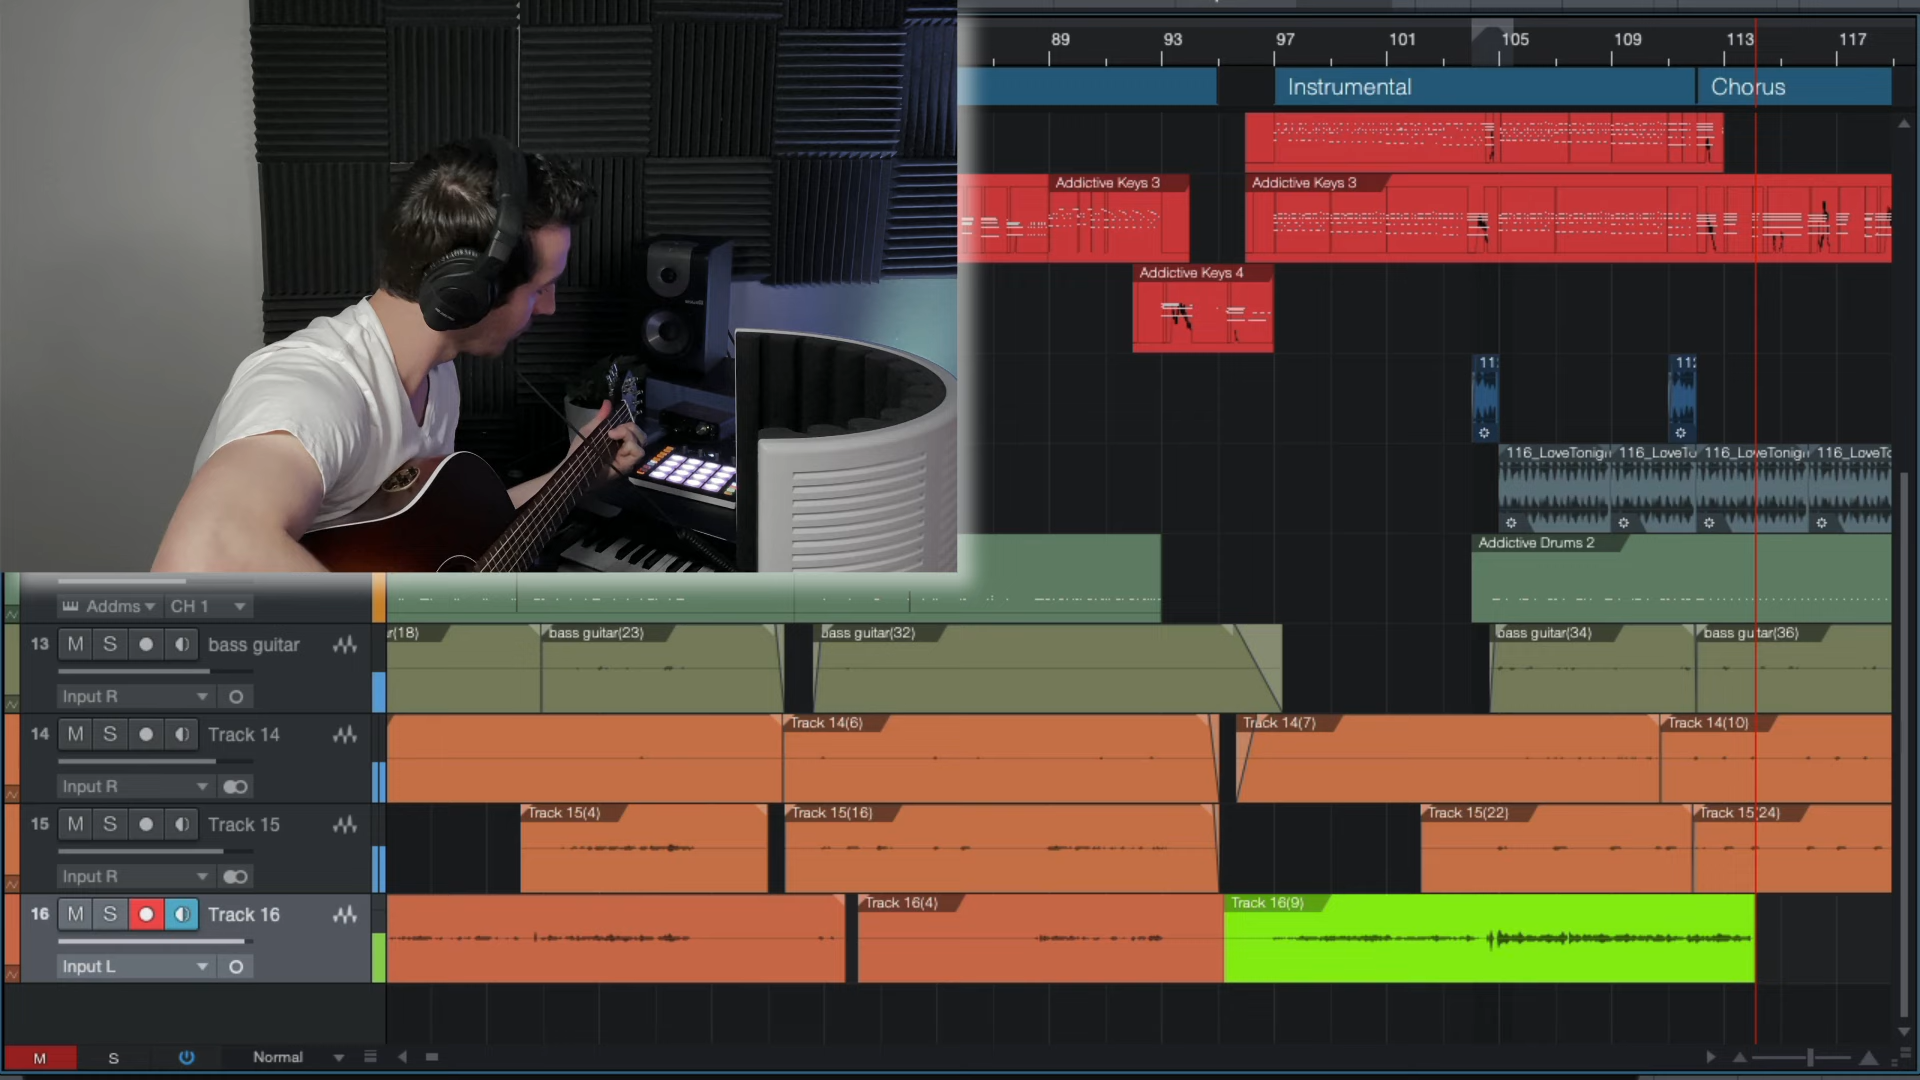 89 93 97 101 105 109 113 117
Instrumental Chorus
Addictive Keys 3 Addictive Keys 3
Addictive Keys 4
11: 11:
116_LoveTonigh 116_LoveTo 116_LoveTonigh 116_LoveTo
Addictive Drums 2
Addms CH 1
13 M S bass guitar r(18) bass guitar(23) bass guitar(32) bass guitar(34) bass guitar(36)
Input R
14 M S Track 14 Track 14(6) Track 14(7) Track 14(10)
Input R
15 M S Track 15 Track 15(4) Track 15(16) Track 15(22) Track 15(24)
Input R
16 M S Track 16 Track 16(4) Track 16(9)
Input L
M S Normal